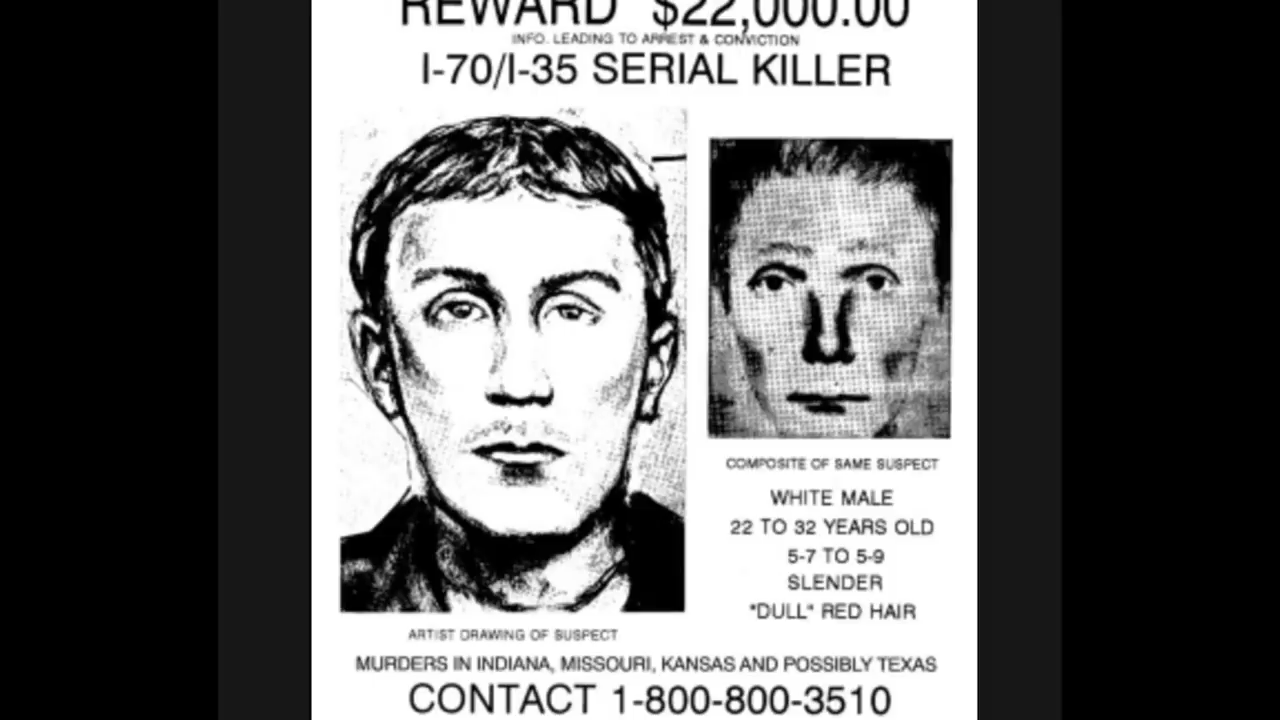 REWARD $22,000.00
INFO. LEADING TO ARREST & CONVICTION
I-70/I-35 SERIAL KILLER
COMPOSITE OF SAME SUSPECT
WHITE MALE
22 TO 32 YEARS OLD
5-7 TO 5-9
SLENDER
"DULL" RED HAIR
ARTIST DRAWING OF SUSPECT
MURDERS IN INDIANA, MISSOURI, KANSAS AND POSSIBLY TEXAS
CONTACT 1-800-800-3510